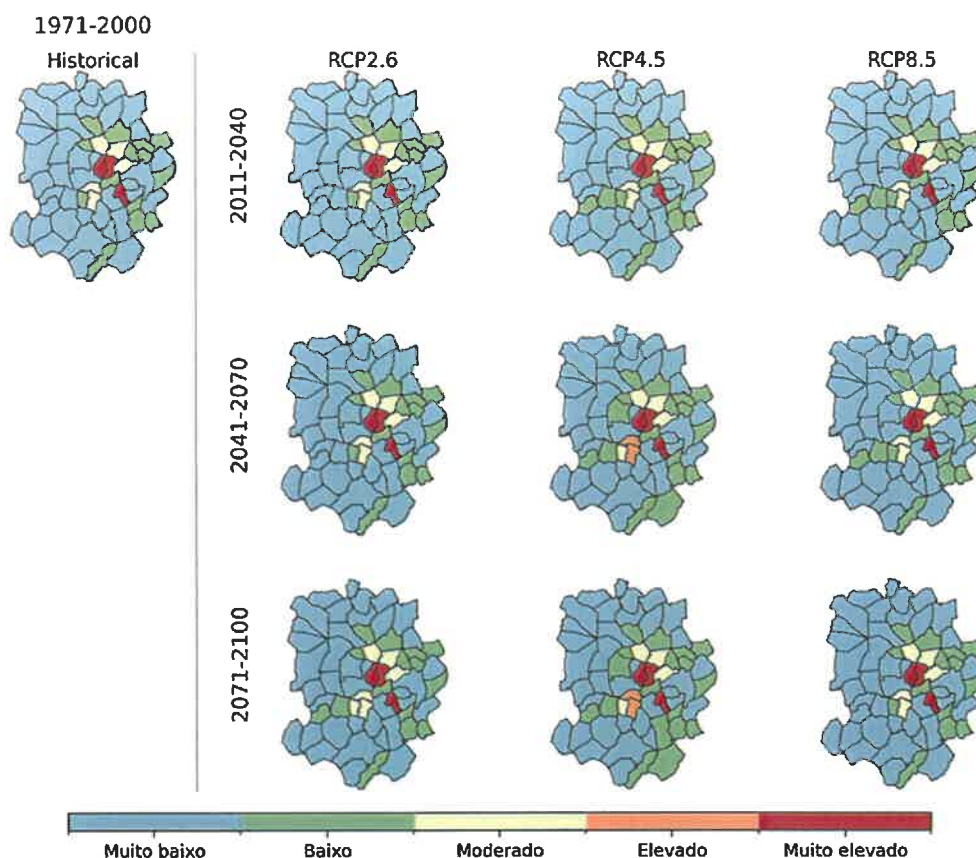 1971-2000
Historical
RCP2.6
RCP4.5
RCP8.5
2011-2040
2041-2070
2071-2100
Muito baixo
Baixo
Moderado
Elevado
Muito elevado